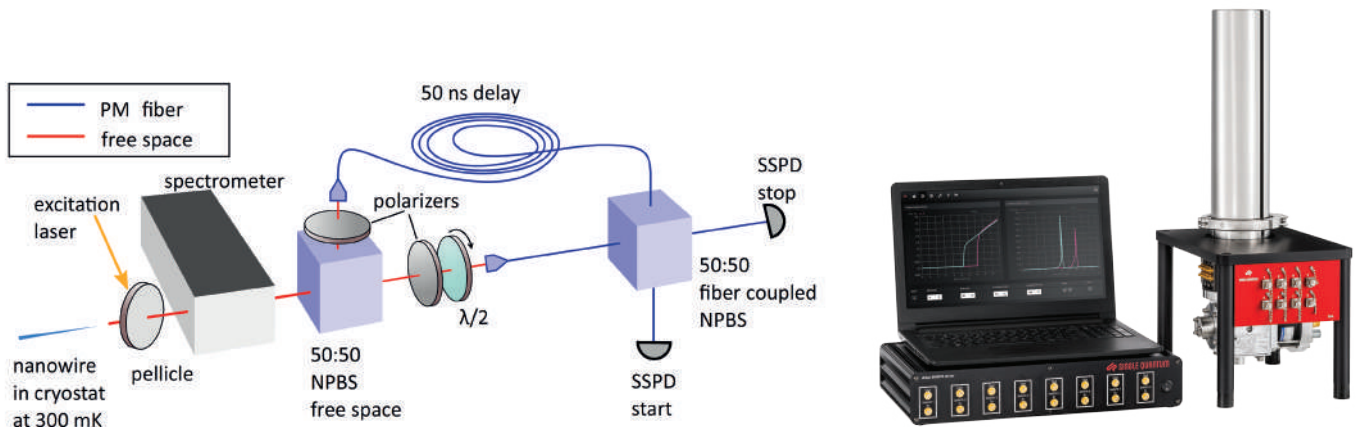 PM fiber
free space
50 ns delay
spectrometer
excitation
laser
polarizers
SSPD
stop
λ/2
50:50
fiber coupled
NPBS
pellicle
nanowire
in cryostat
at 300 mK
50:50
NPBS
free space
SSPD
start
SINGLE QUANTUM